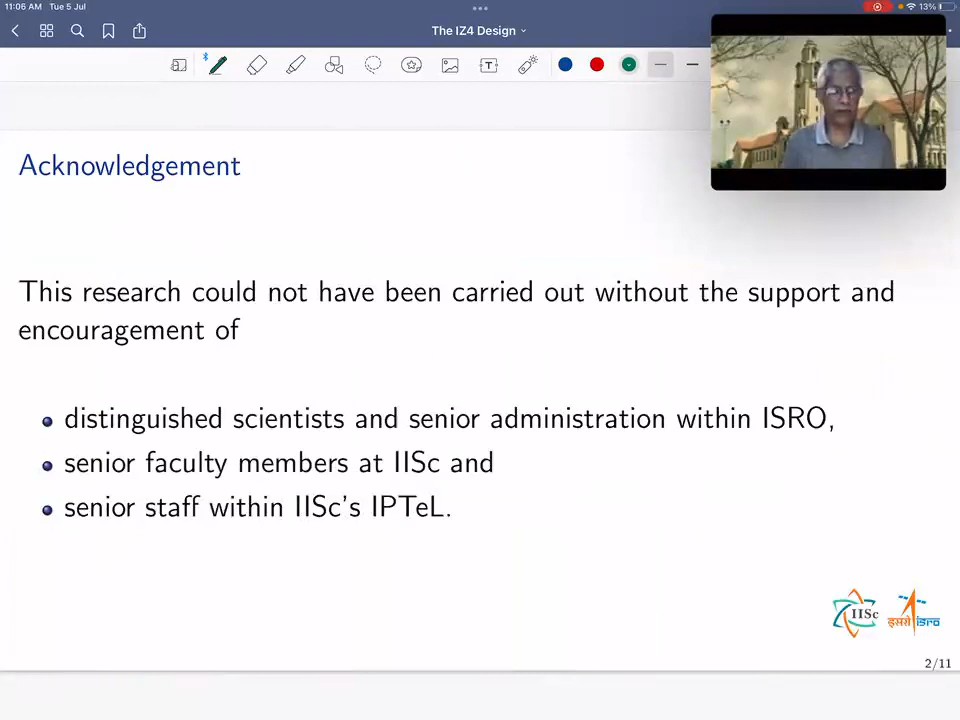 11:06 AM Tue 5 Jul
13%
The IZ4 Design
T
Acknowledgement
This research could not have been carried out without the support and
encouragement of
distinguished scientists and senior administration within ISRO,
senior faculty members at IISc and
senior staff within IISc's IPTeL.
IISc
इसरो isro
2/11